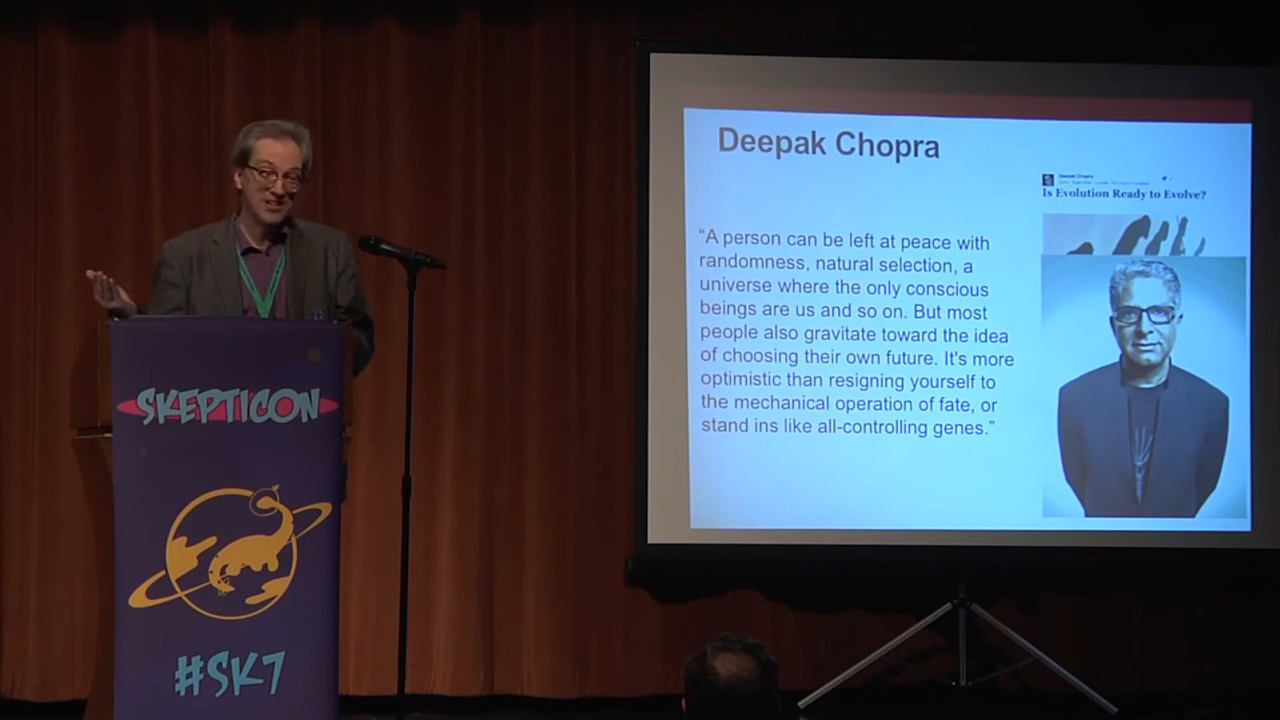 Deepak Chopra
Deepak Chopra
Is Evolution Ready to Evolve?
“A person can be left at peace with
randomness, natural selection, a
universe where the only conscious
beings are us and so on. But most
people also gravitate toward the idea
of choosing their own future. It's more
optimistic than resigning yourself to
the mechanical operation of fate, or
stand ins like all-controlling genes.”
SKEPTICON
#SK7